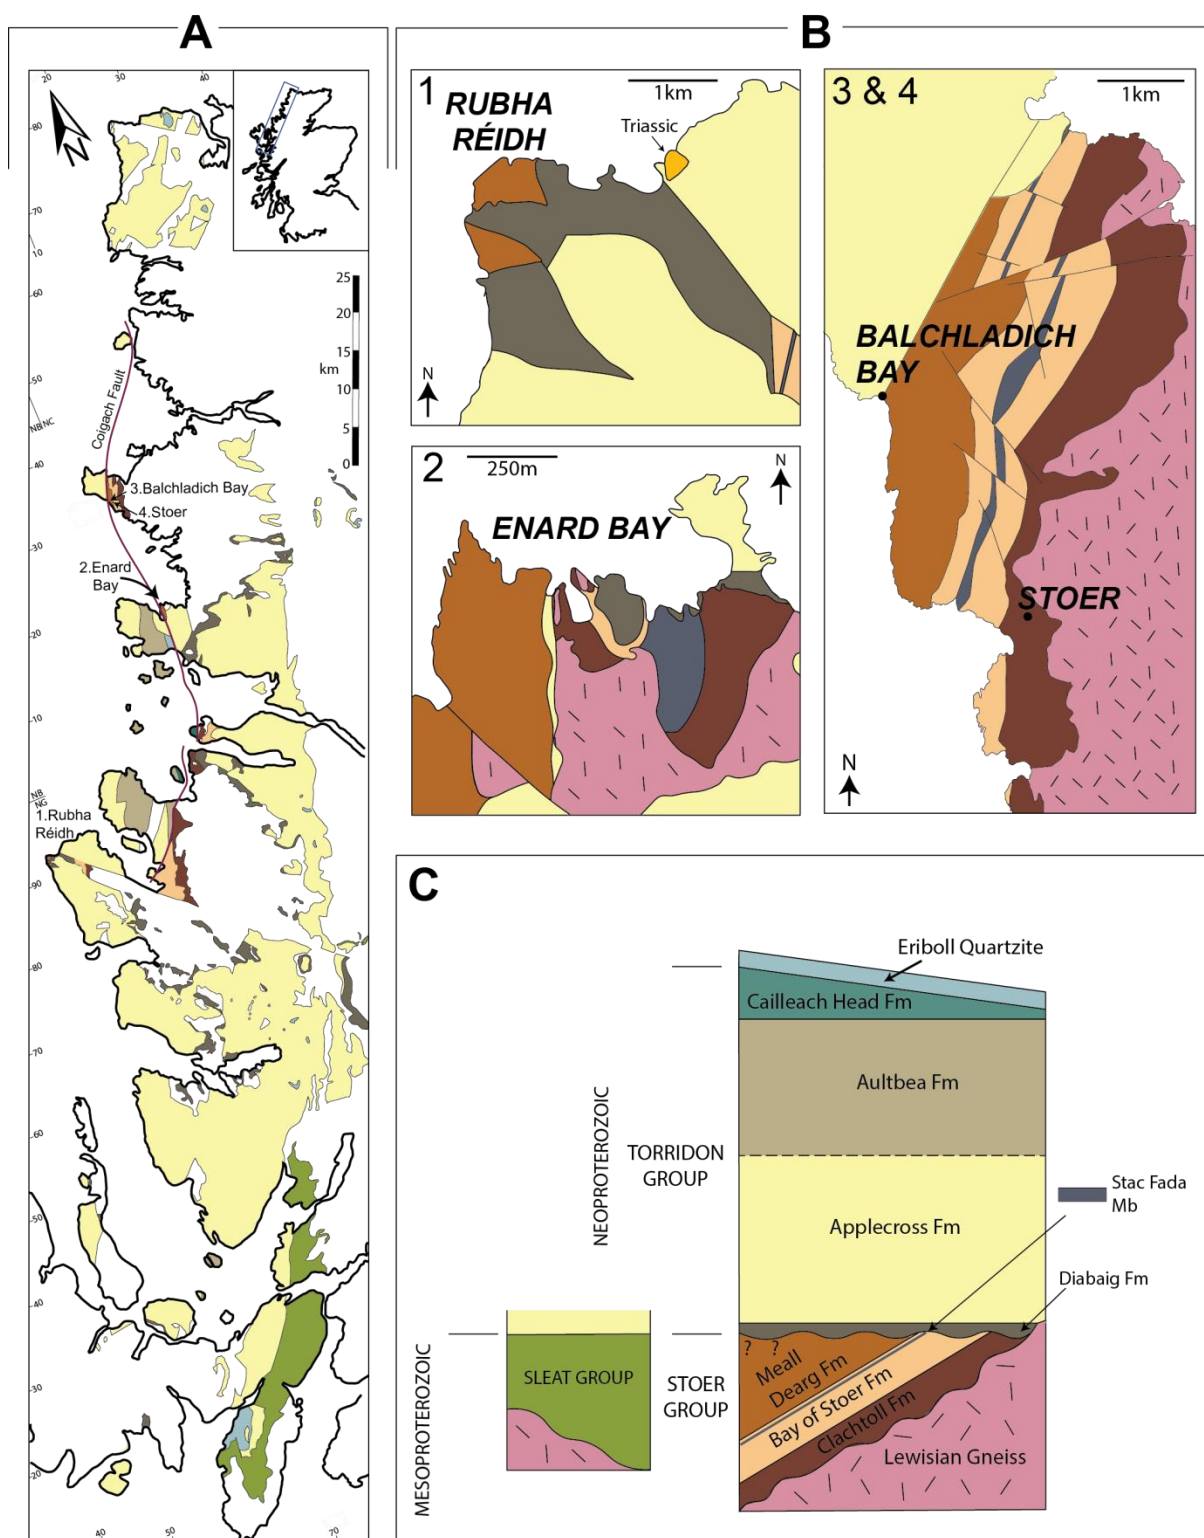 A
20
30
40
80
70
10
60
50
NB
NC
40
30
20
10
NB
NG
90
80
70
60
50
40
30
20
40
50
70
N
25
20
15
km
10
5
0
Coigach Fault
3.Balchladich Bay
4.Stoer
2.Enard
Bay
1.Rubha
Réidh
B
1
RUBHA
RÉIDH
1km
Triassic
N
2
250m
N
ENARD BAY
3 & 4
1km
BALCHLADICH
BAY
STOER
N
C
Eriboll Quartzite
Cailleach Head Fm
Aultbea Fm
NEOPROTEROZOIC
TORRIDON
GROUP
Stac Fada
Mb
Applecross Fm
Diabaig Fm
MESOPROTEROZOIC
SLEAT GROUP
STOER
GROUP
? ?
Meall
Dearg Fm
Bay of Stoer Fm
Clachtoll Fm
Lewisian Gneiss